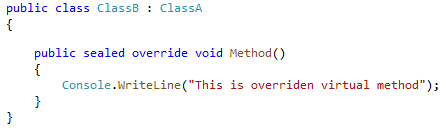 public class ClassB : ClassA
{
public sealed override void Method()
{
Console.WriteLine("This is overriden virtual method");
}
}